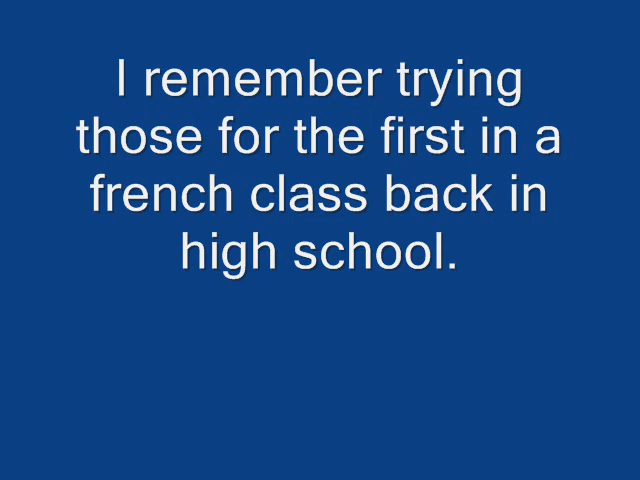 I remember trying
those for the first in a
french class back in
high school.